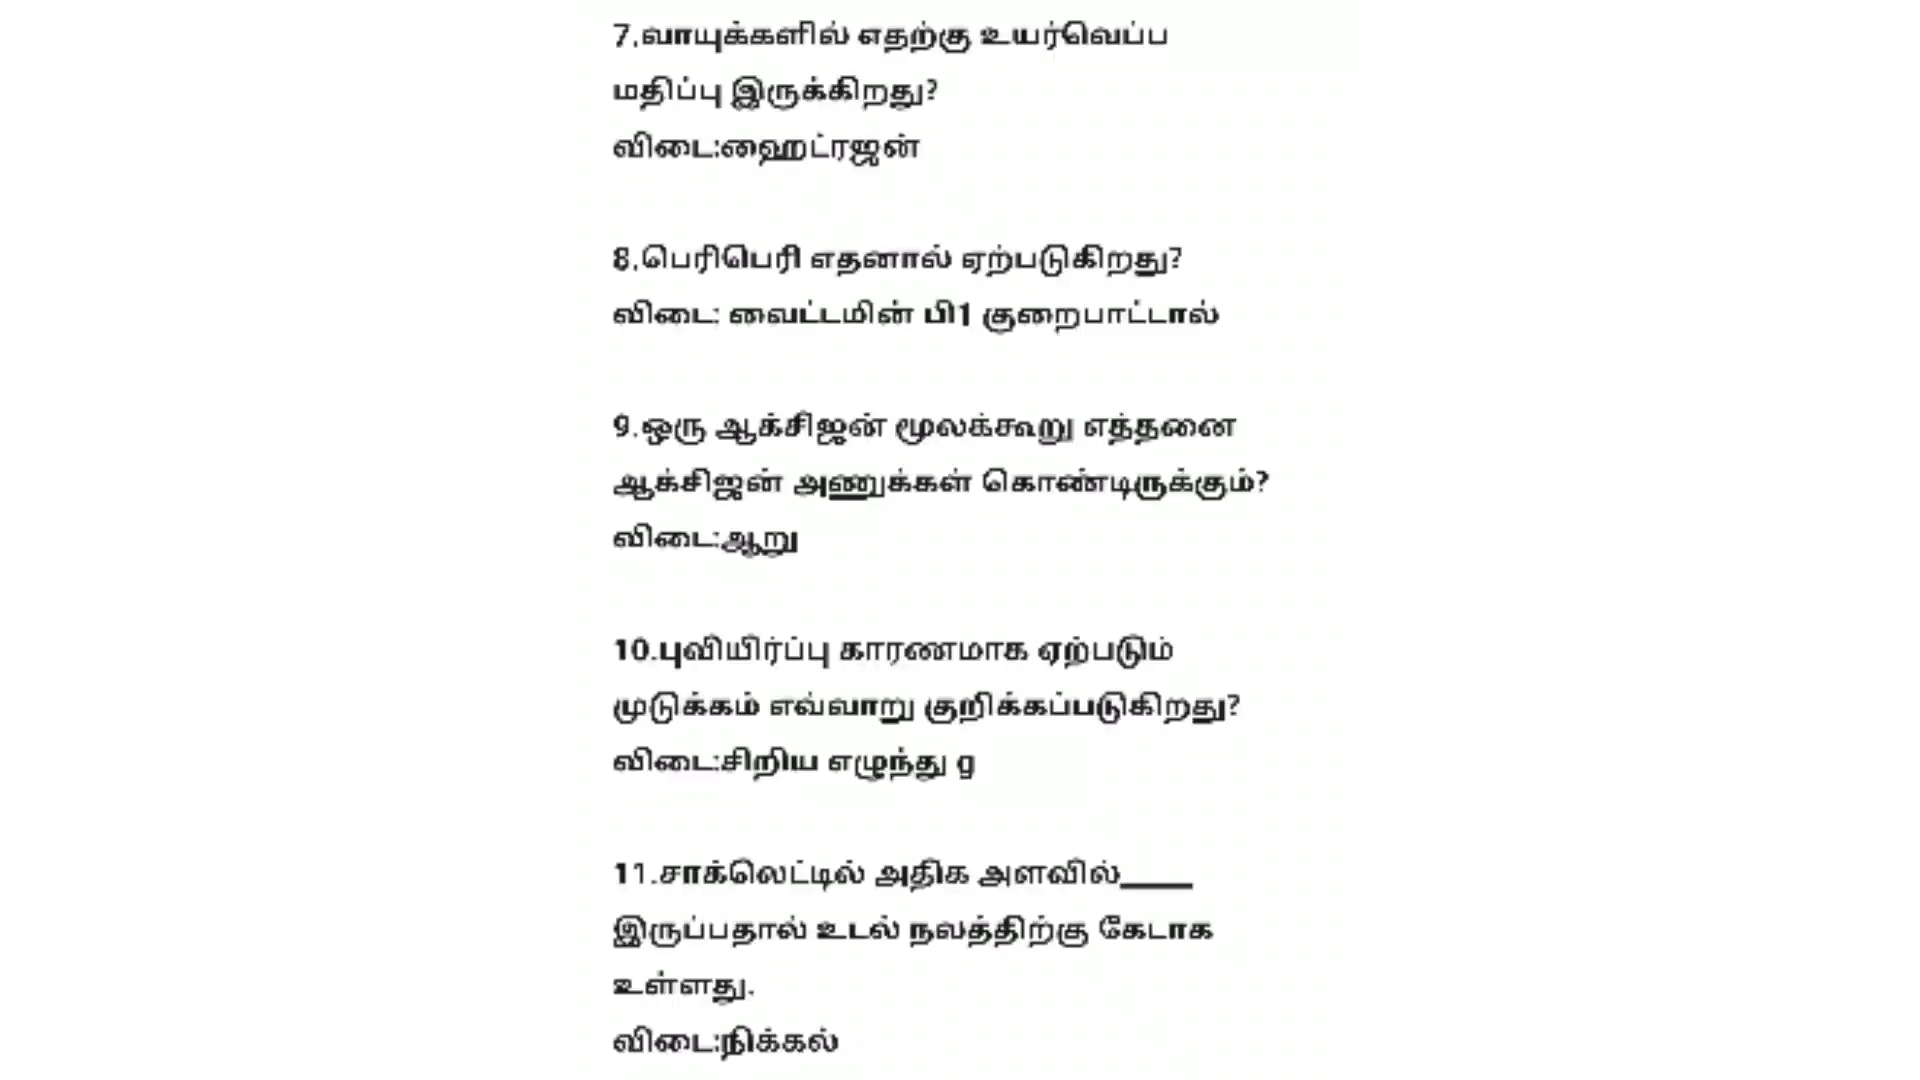 7.வாயுக்களில் எதற்கு உயர்வெப்ப
மதிப்பு இருக்கிறது?
விடை:ஹைட்ரஜன்
8.பெரிபெரி எதனால் ஏற்படுகிறது?
விடை: வைட்டமின் பி1 குறைபாட்டால்
9.ஒரு ஆக்சிஜன் மூலக்கூறு எத்தனை
ஆக்சிஜன் அணுக்கள் கொண்டிருக்கும்?
விடை:ஆறு
10.புவியிர்ப்பு காரணமாக ஏற்படும்
முடுக்கம் எவ்வாறு குறிக்கப்படுகிறது?
விடை:சிறிய எழுந்து g
11.சாக்லெட்டில் அதிக அளவில்____
இருப்பதால் உடல் நலத்திற்கு கேடாக
உள்ளது.
விடை:நிக்கல்